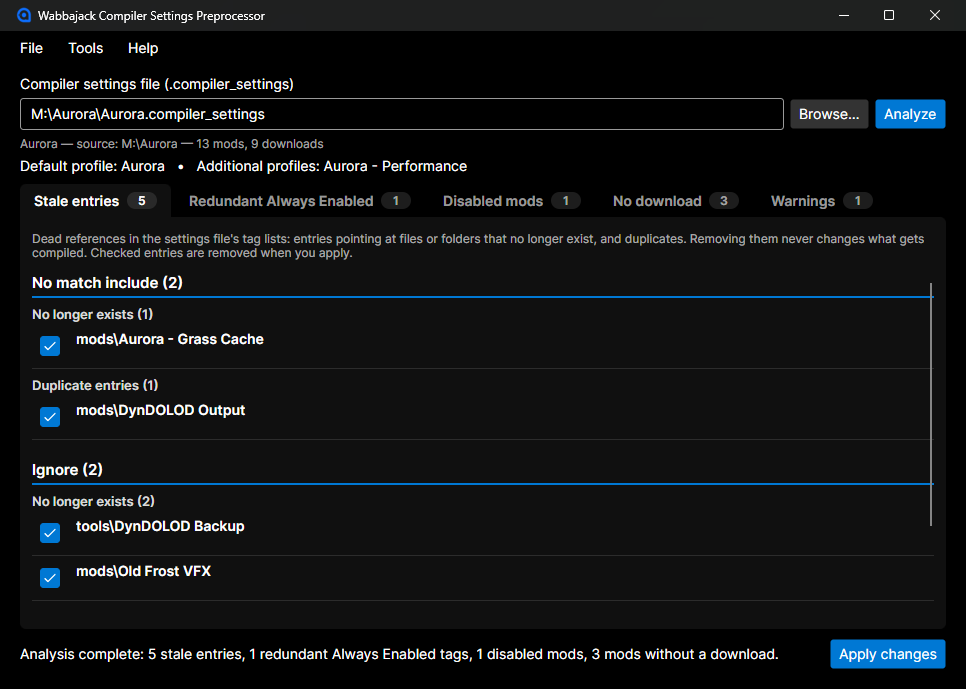 Wabbajack Compiler Settings Preprocessor
File Tools Help
Compiler settings file (.compiler_settings)
M:\Aurora\Aurora.compiler_settings
Browse...
Analyze
Aurora — source: M:\Aurora — 13 mods, 9 downloads
Default profile: Aurora • Additional profiles: Aurora - Performance
Stale entries 5 Redundant Always Enabled 1 Disabled mods 1 No download 3 Warnings 1
Dead references in the settings file's tag lists: entries pointing at files or folders that no longer exist, and duplicates. Removing them never changes what gets
compiled. Checked entries are removed when you apply.
No match include (2)
No longer exists (1)
mods\Aurora - Grass Cache
Duplicate entries (1)
mods\DynDOLOD Output
Ignore (2)
No longer exists (2)
tools\DynDOLOD Backup
mods\Old Frost VFX
Analysis complete: 5 stale entries, 1 redundant Always Enabled tags, 1 disabled mods, 3 mods without a download.
Apply changes